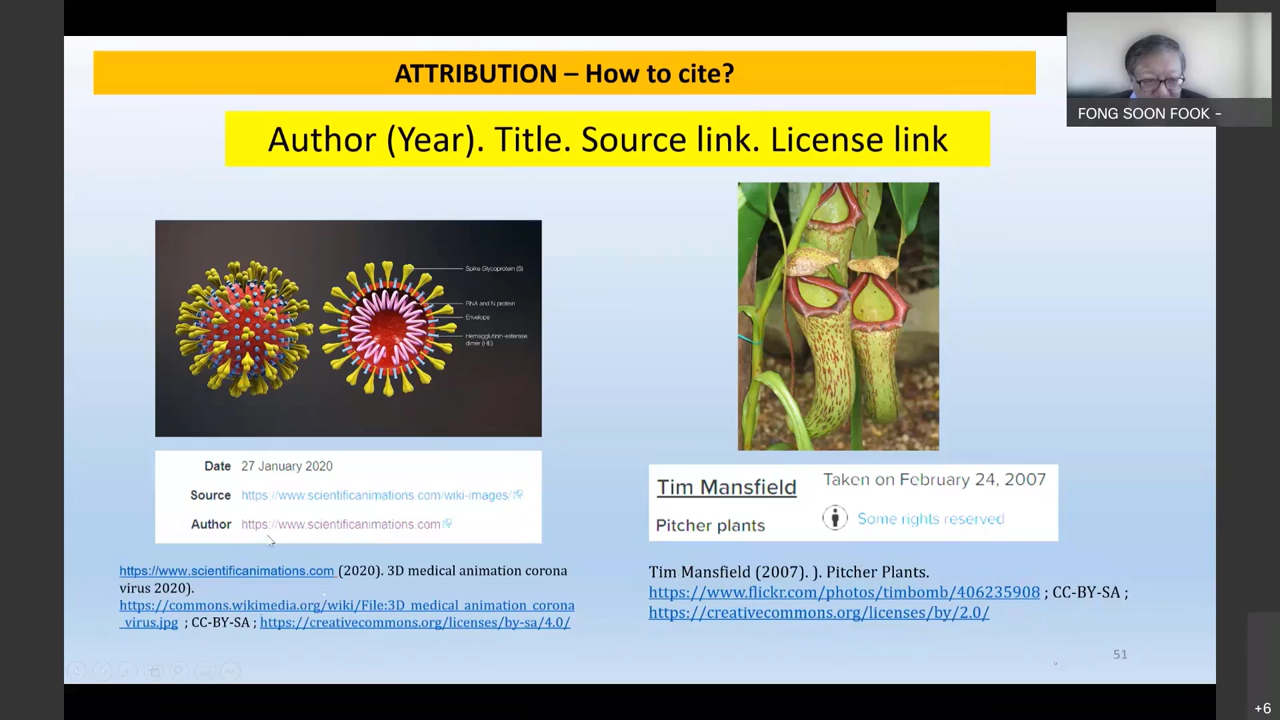 ATTRIBUTION – How to cite?
FONG SOON FOOK -
Author (Year). Title. Source link. License link
Spike Glycoprotein (S)
RNA and N protein
Envelope
Hemagglutinin-esterase
dimer (HE)
Date 27 January 2020
Source https://www.scientificanimations.com/wiki-images/
Author https://www.scientificanimations.com
https://www.scientificanimations.com (2020). 3D medical animation corona
virus 2020).
https://commons.wikimedia.org/wiki/File:3D_medical_animation_corona
_virus.jpg ; CC-BY-SA ; https://creativecommons.org/licenses/by-sa/4.0/
Tim Mansfield
Taken on February 24, 2007
Pitcher plants
Some rights reserved
Tim Mansfield (2007). ). Pitcher Plants.
https://www.flickr.com/photos/timbomb/406235908 ; CC-BY-SA ;
https://creativecommons.org/licenses/by/2.0/
51
+6